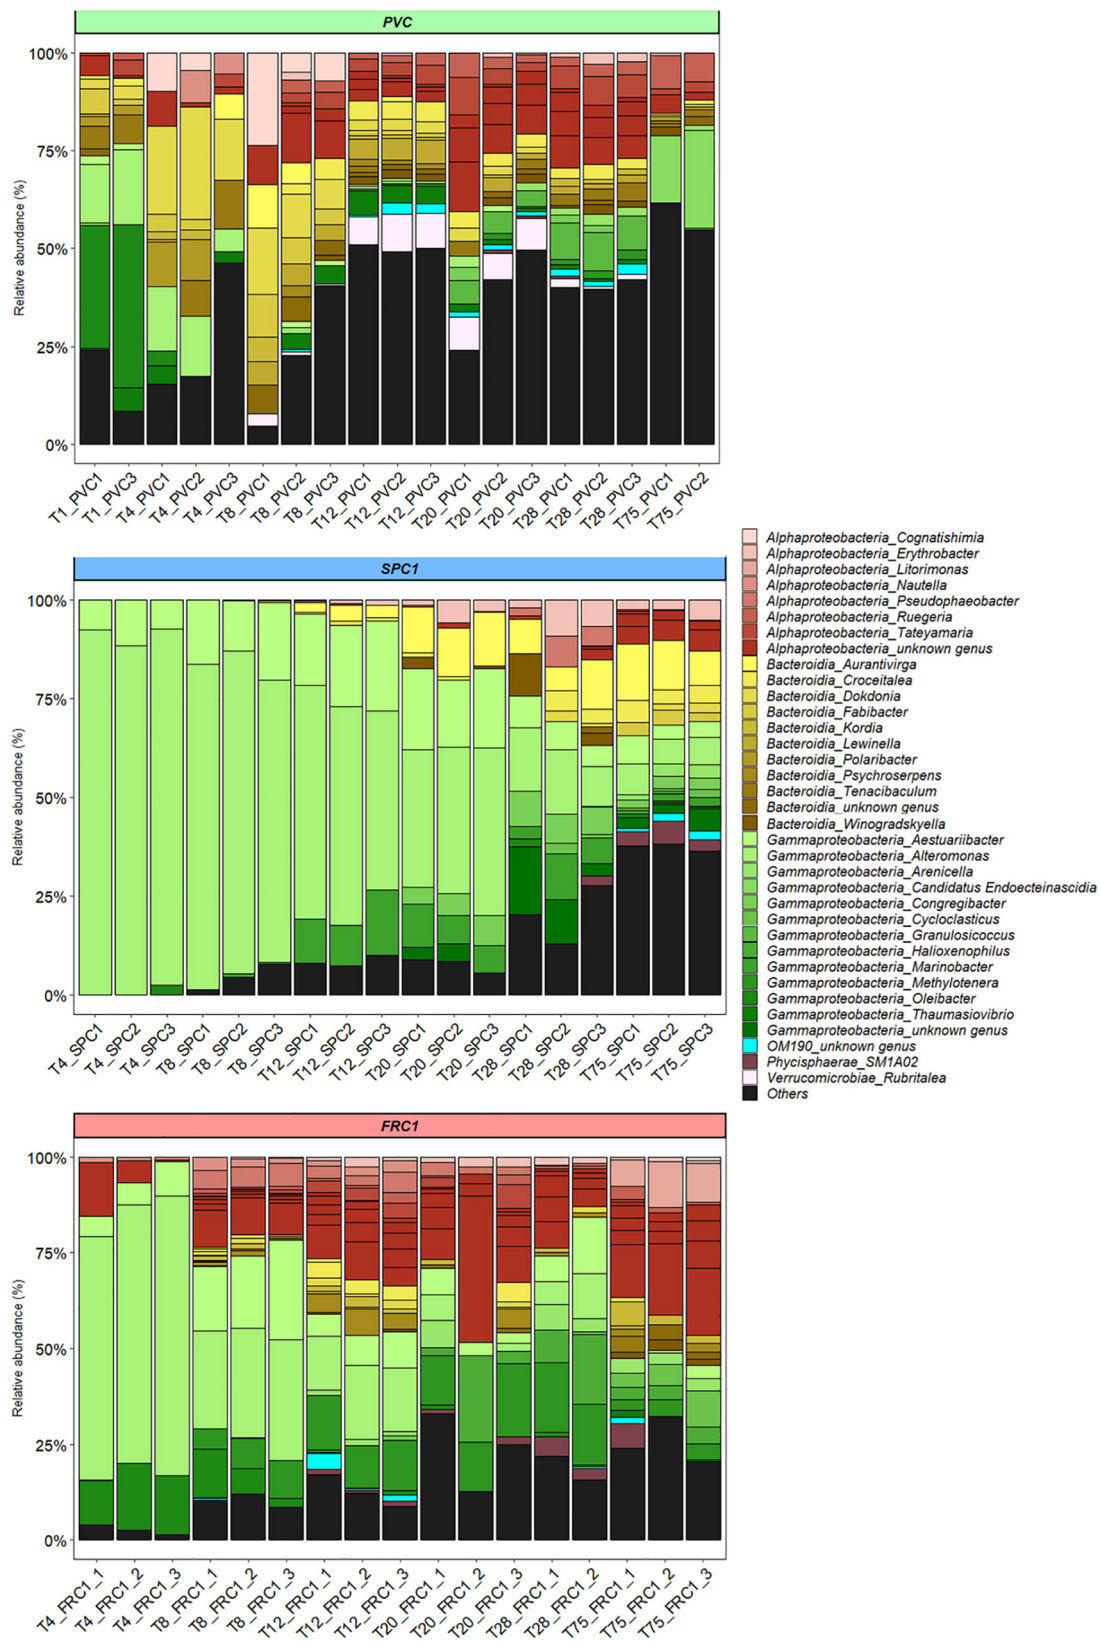 PVC
100%
75%
50%
25%
0%
Relative abundance (%)
T1_PVC1
T1_PVC3
T4_PVC1
T4_PVC2
T4_PVC3
T8_PVC1
T8_PVC2
T8_PVC3
T12_PVC1
T12_PVC2
T12_PVC3
T20_PVC1
T20_PVC2
T20_PVC3
T28_PVC1
T28_PVC2
T28_PVC3
T75_PVC1
T75_PVC2
SPC1
100%
75%
50%
25%
0%
Relative abundance (%)
T4_SPC1
T4_SPC2
T4_SPC3
T8_SPC1
T8_SPC2
T8_SPC3
T12_SPC1
T12_SPC2
T12_SPC3
T20_SPC1
T20_SPC2
T20_SPC3
T28_SPC1
T28_SPC2
T28_SPC3
T75_SPC1
T75_SPC2
T75_SPC3
Alphaproteobacteria_Cognatishimia
Alphaproteobacteria_Erythrobacter
Alphaproteobacteria_Litorimonas
Alphaproteobacteria_Nautella
Alphaproteobacteria_Pseudophaeobacter
Alphaproteobacteria_Ruegeria
Alphaproteobacteria_Tateyamaria
Alphaproteobacteria_unknown genus
Bacteroidia_Aurantivirga
Bacteroidia_Croceitalea
Bacteroidia_Dokdonia
Bacteroidia_Fabibacter
Bacteroidia_Kordia
Bacteroidia_Lewinella
Bacteroidia_Polaribacter
Bacteroidia_Psychroserpens
Bacteroidia_Tenacibaculum
Bacteroidia_unknown genus
Bacteroidia_Winogradskyella
Gammaproteobacteria_Aestuariibacter
Gammaproteobacteria_Alteromonas
Gammaproteobacteria_Arenicella
Gammaproteobacteria_Candidatus Endoecteinascidia
Gammaproteobacteria_Congregibacter
Gammaproteobacteria_Cycloclasticus
Gammaproteobacteria_Granulosicoccus
Gammaproteobacteria_Halioxenophilus
Gammaproteobacteria_Marinobacter
Gammaproteobacteria_Methylotenera
Gammaproteobacteria_Oleibacter
Gammaproteobacteria_Thaumasiovibrio
Gammaproteobacteria_unknown genus
OM190_unknown genus
Phycisphaerae_SM1A02
Verrucomicrobiae_Rubritalea
Others
FRC1
100%
75%
50%
25%
0%
Relative abundance (%)
T4_FRC1_1
T4_FRC1_2
T4_FRC1_3
T8_FRC1_1
T8_FRC1_2
T8_FRC1_3
T12_FRC1_1
T12_FRC1_2
T12_FRC1_3
T20_FRC1_1
T20_FRC1_2
T20_FRC1_3
T28_FRC1_1
T28_FRC1_2
T75_FRC1_1
T75_FRC1_2
T75_FRC1_3